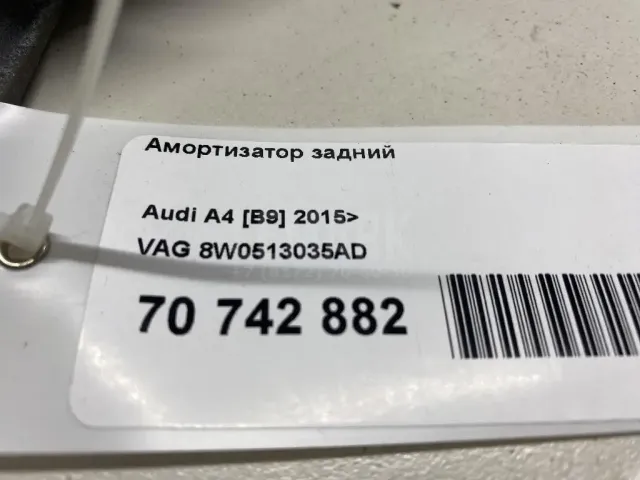 Амортизатор задний
Audi A4 [B9] 2015>
VAG 8W0513035AD
70 742 882